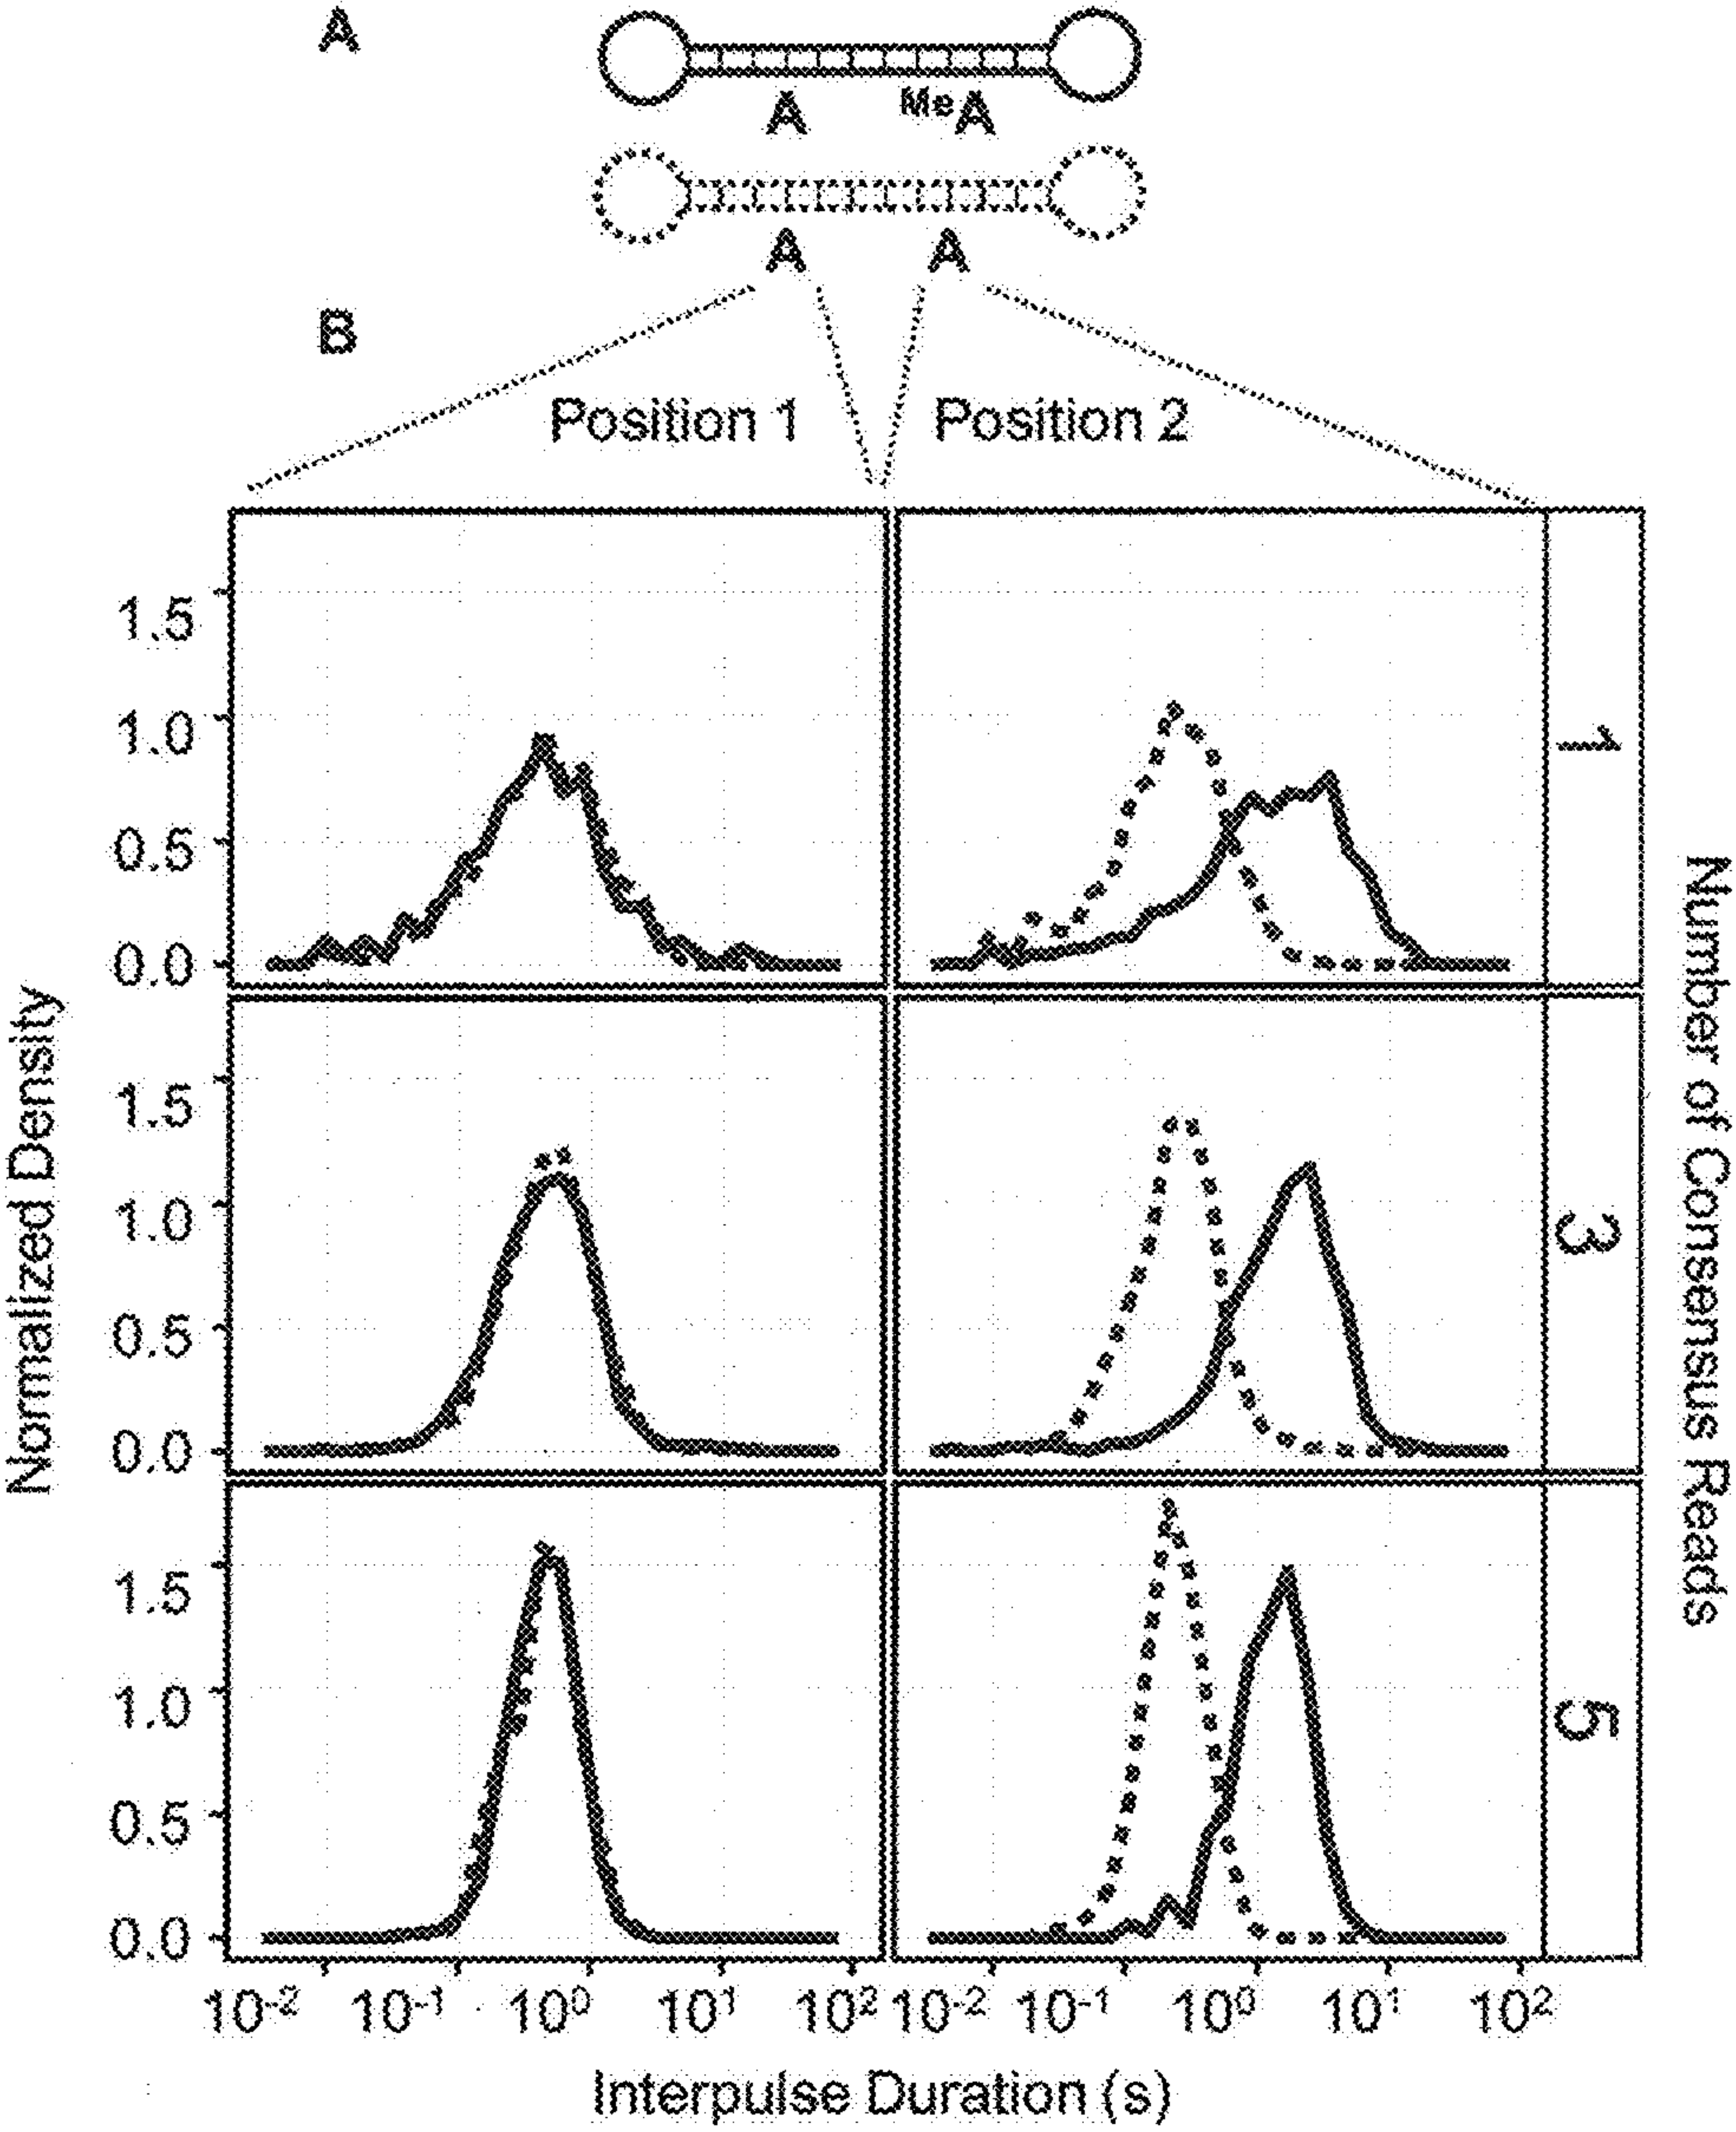 A
A MeA
A A
B
Position 1 Position 2
1.5
1.0
0.5
0.0
1
1.5
1.0
0.5
0.0
3
1.5
1.0
0.5
0.0
5
Normalized Density
Number of Consensus Reads
10⁻² 10⁻¹ 10⁰ 10¹ 10² 10⁻² 10⁻¹ 10⁰ 10¹ 10²
Interpulse Duration (s)